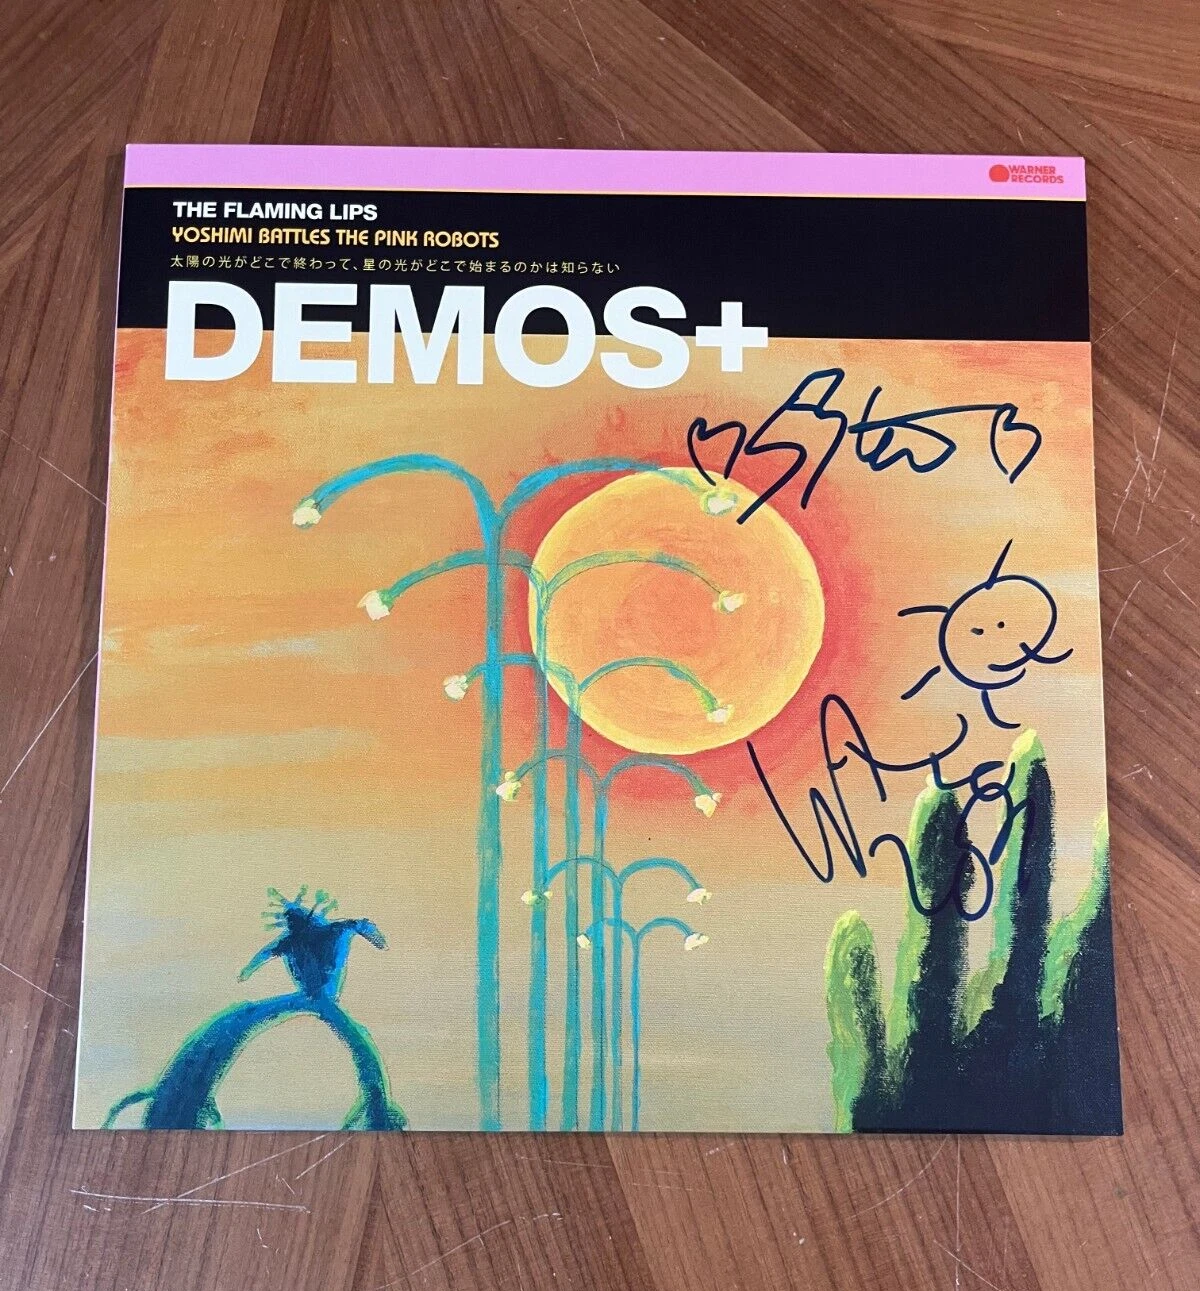 WARNER
RECORDS
THE FLAMING LIPS
YOSHIMI BATTLES THE PINK ROBOTS
太陽の光がどこで終わって、星の光がどこで始まるのかは知らない
DEMOS+